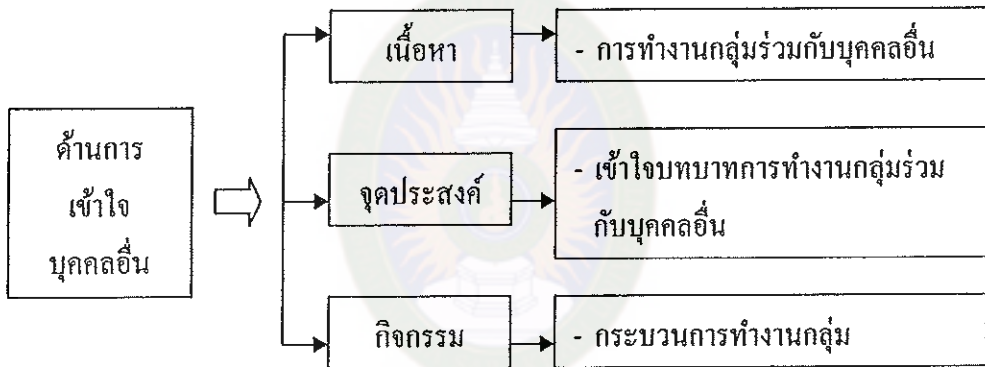 ด้านการ
เข้าใจ
บุคคลอื่น
เนื้อหา
- การทำงานกลุ่มร่วมกับบุคคลอื่น
จุดประสงค์
- เข้าใจบทบาทการทำงานกลุ่มร่วม
กับบุคคลอื่น
กิจกรรม
- กระบวนการทำงานกลุ่ม